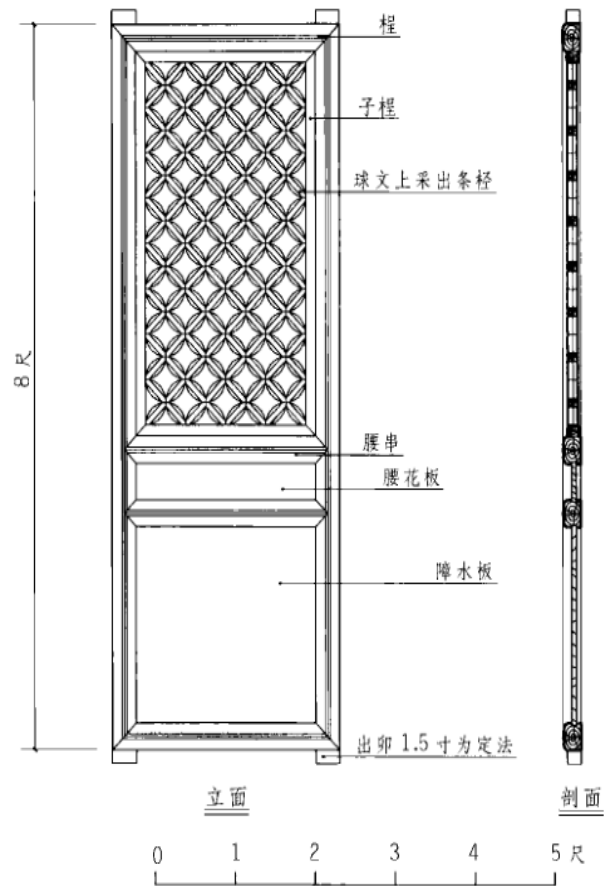 桯
子桯
球文上采出条桱
8尺
腰串
腰花板
障水板
出卯 1.5 寸为定法
立面
剖面
0 1 2 3 4 5 尺